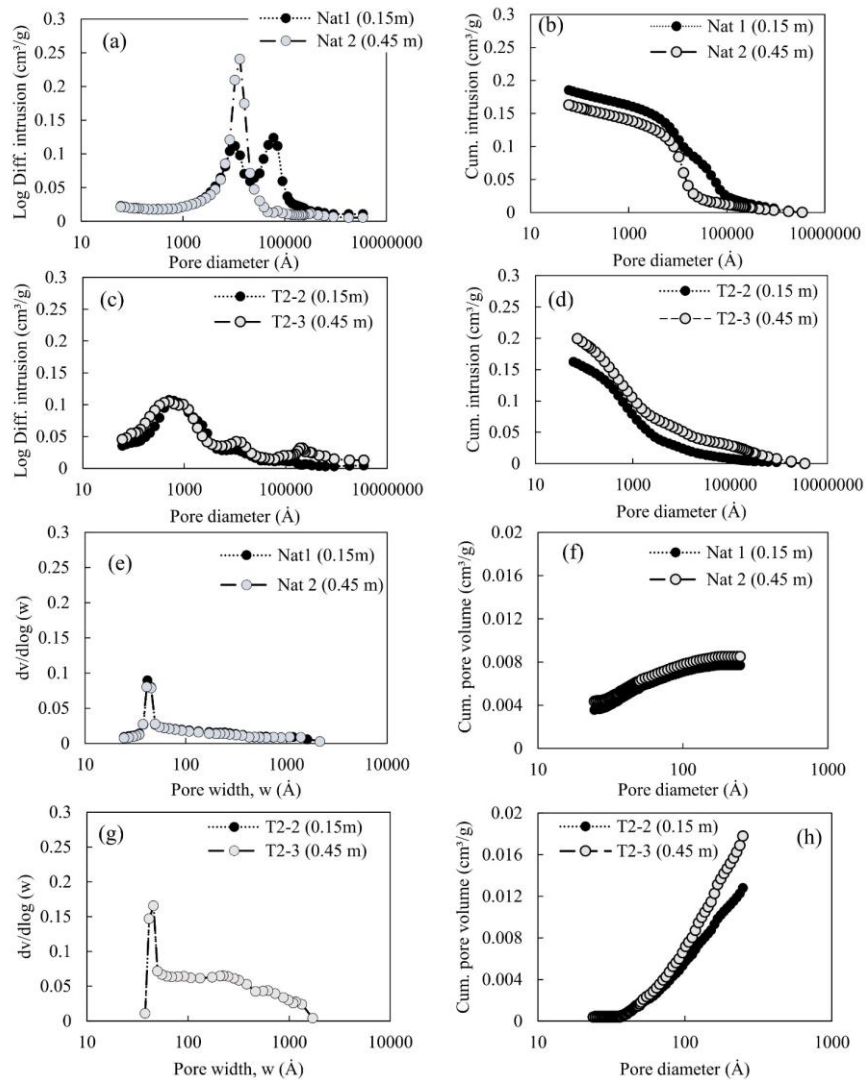 (a)
Nat1 (0.15m)
Nat 2 (0.45 m)
Log Diff. intrusion (cm³/g)
0.3
0.25
0.2
0.15
0.1
0.05
0
10 1000 100000 10000000
Pore diameter (Å)
(b)
Nat 1 (0.15 m)
Nat 2 (0.45 m)
Cum. intrusion (cm³/g)
0.3
0.25
0.2
0.15
0.1
0.05
0
10 1000 100000 10000000
Pore diameter (Å)
(c)
T2-2 (0.15m)
T2-3 (0.45 m)
Log Diff. intrusion (cm³/g)
0.3
0.25
0.2
0.15
0.1
0.05
0
10 1000 100000 10000000
Pore diameter (Å)
(d)
T2-2 (0.15 m)
T2-3 (0.45 m)
Cum. intrusion (cm³/g)
0.3
0.25
0.2
0.15
0.1
0.05
0
10 1000 100000 10000000
Pore diameter (Å)
(e)
Nat1 (0.15m)
Nat 2 (0.45 m)
dv/dlog (w)
0.3
0.25
0.2
0.15
0.1
0.05
0
10 100 1000 10000
Pore width, w (Å)
(f)
Nat 1 (0.15 m)
Nat 2 (0.45 m)
Cum. pore volume (cm³/g)
0.02
0.016
0.012
0.008
0.004
0
10 100 1000
Pore diameter (Å)
(g)
T2-2 (0.15m)
T2-3 (0.45 m)
dv/dlog (w)
0.3
0.25
0.2
0.15
0.1
0.05
0
10 100 1000 10000
Pore width, w (Å)
(h)
T2-2 (0.15 m)
T2-3 (0.45 m)
Cum. pore volume (cm³/g)
0.02
0.016
0.012
0.008
0.004
0
10 100 1000
Pore diameter (Å)